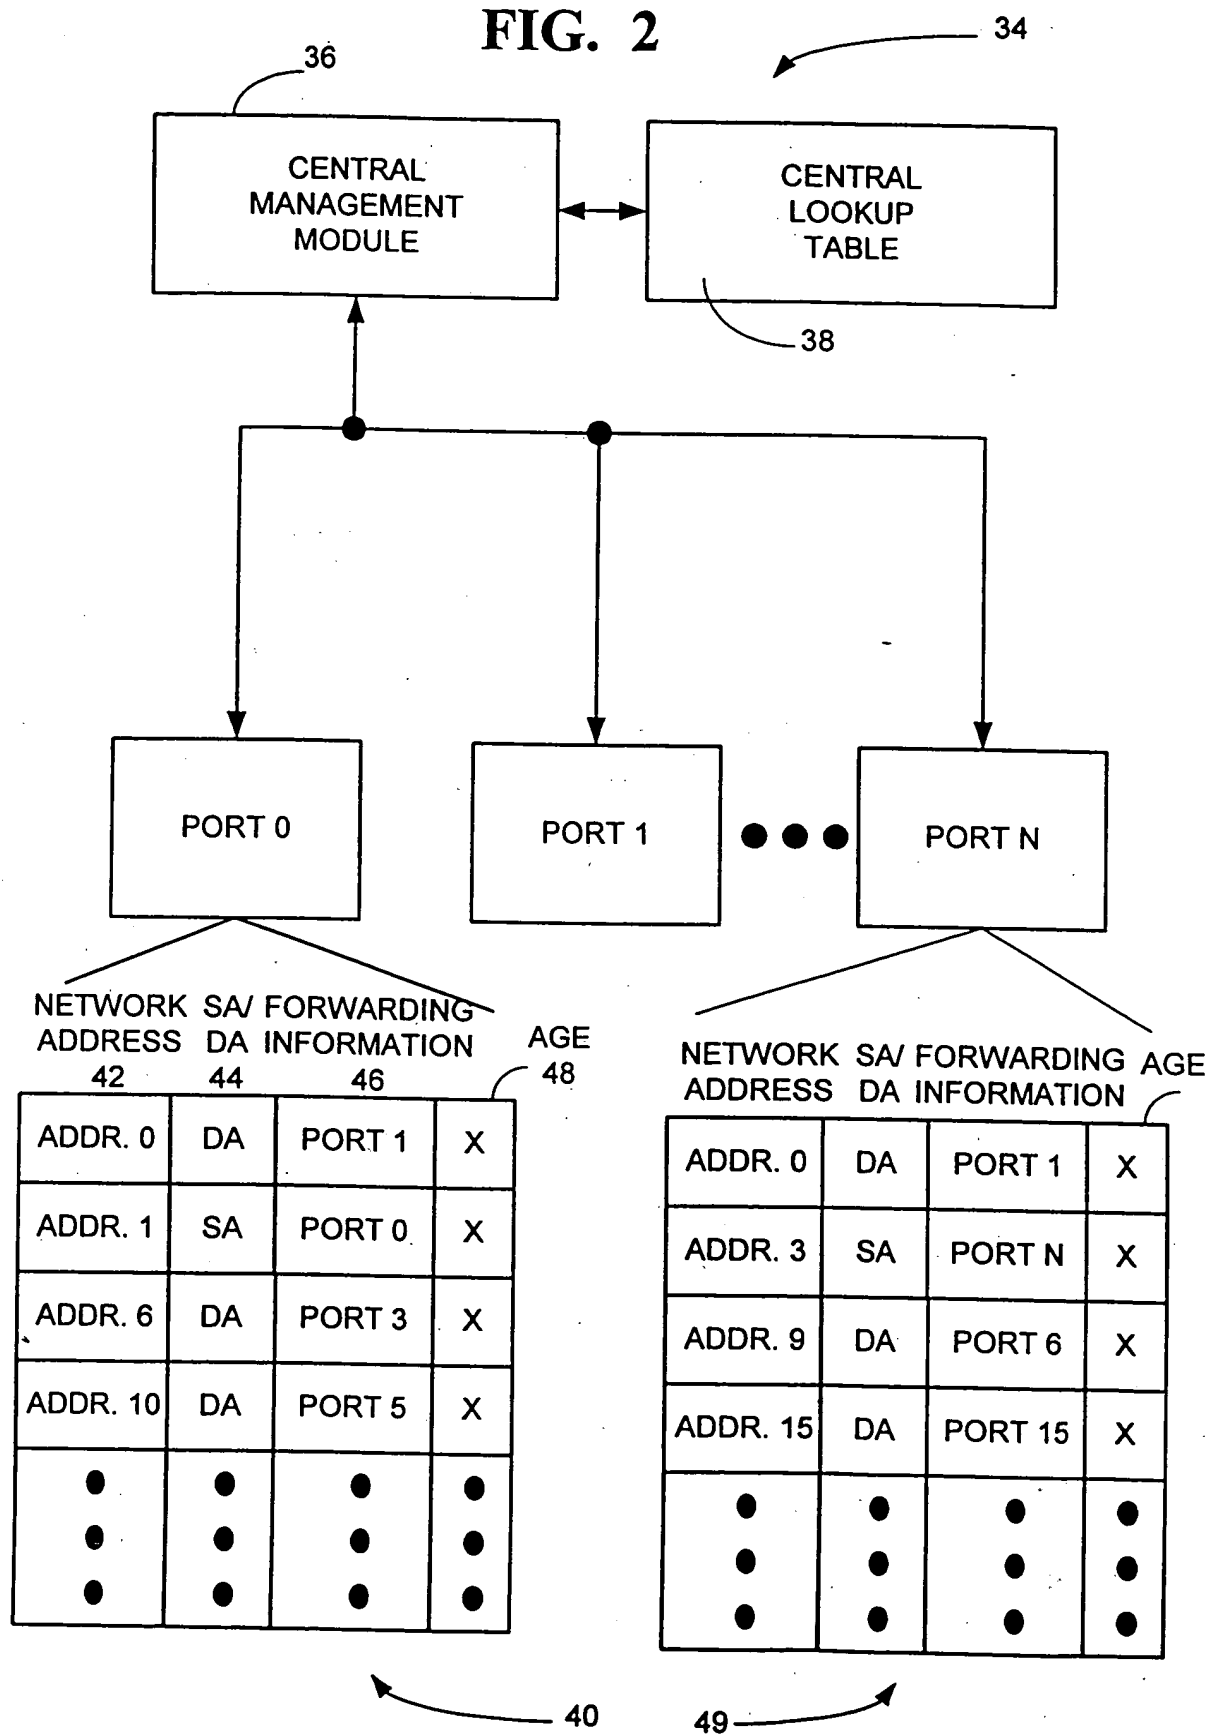 FIG. 2
34
36
CENTRAL
MANAGEMENT
MODULE
CENTRAL
LOOKUP
TABLE
38
PORT 0
PORT 1
PORT N
NETWORK SA/ FORWARDING
ADDRESS DA INFORMATION
AGE
42 44 46 48
ADDR. 0 DA PORT 1 X
ADDR. 1 SA PORT 0 X
ADDR. 6 DA PORT 3 X
ADDR. 10 DA PORT 5 X
40
NETWORK SA/ FORWARDING AGE
ADDRESS DA INFORMATION
ADDR. 0 DA PORT 1 X
ADDR. 3 SA PORT N X
ADDR. 9 DA PORT 6 X
ADDR. 15 DA PORT 15 X
49